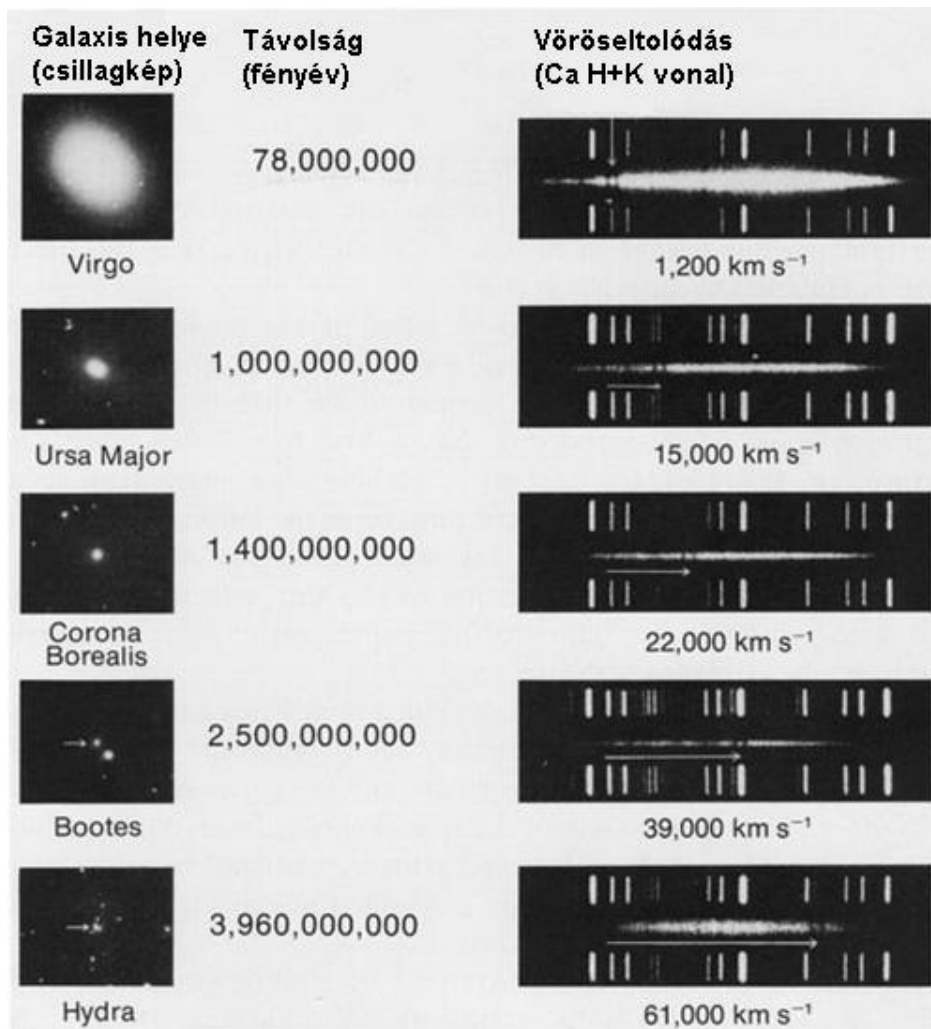 Galaxis helye
(csillagkép)
Távolság
(fényév)
Vöröseltolódás
(Ca H+K vonal)
78,000,000
Virgo
1,200 km s⁻¹
1,000,000,000
Ursa Major
15,000 km s⁻¹
1,400,000,000
Corona
Borealis
22,000 km s⁻¹
2,500,000,000
Bootes
39,000 km s⁻¹
3,960,000,000
Hydra
61,000 km s⁻¹